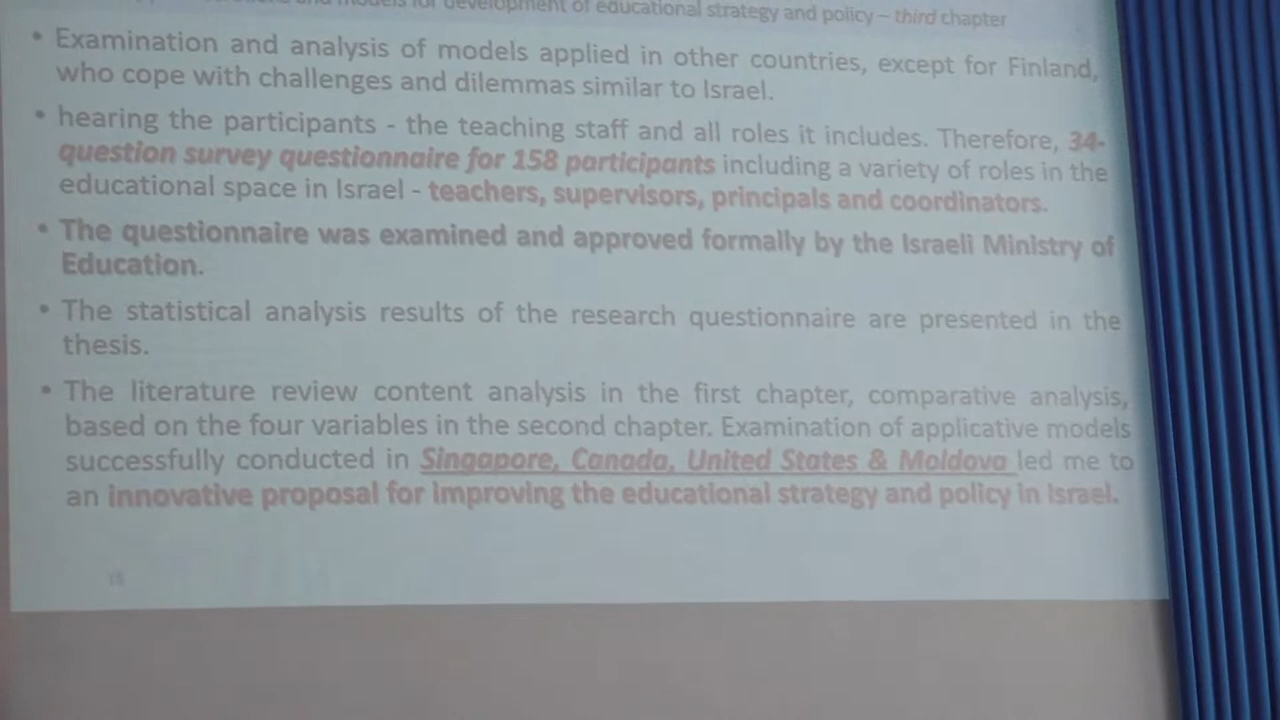 models for development of educational strategy and policy – third chapter
• Examination and analysis of models applied in other countries, except for Finland,
who cope with challenges and dilemmas similar to Israel.
• hearing the participants - the teaching staff and all roles it includes. Therefore, 34-
question survey questionnaire for 158 participants including a variety of roles in the
educational space in Israel - teachers, supervisors, principals and coordinators.
• The questionnaire was examined and approved formally by the Israeli Ministry of
Education.
• The statistical analysis results of the research questionnaire are presented in the
thesis.
• The literature review content analysis in the first chapter, comparative analysis,
based on the four variables in the second chapter. Examination of applicative models
successfully conducted in Singapore, Canada, United States & Moldova led me to
an innovative proposal for improving the educational strategy and policy in Israel.